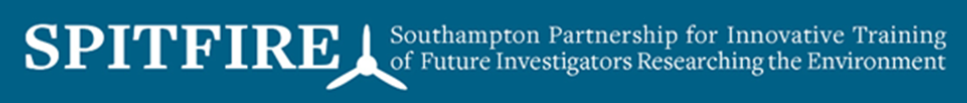 SPITFIRE
Southampton Partnership for Innovative Training
of Future Investigators Researching the Environment